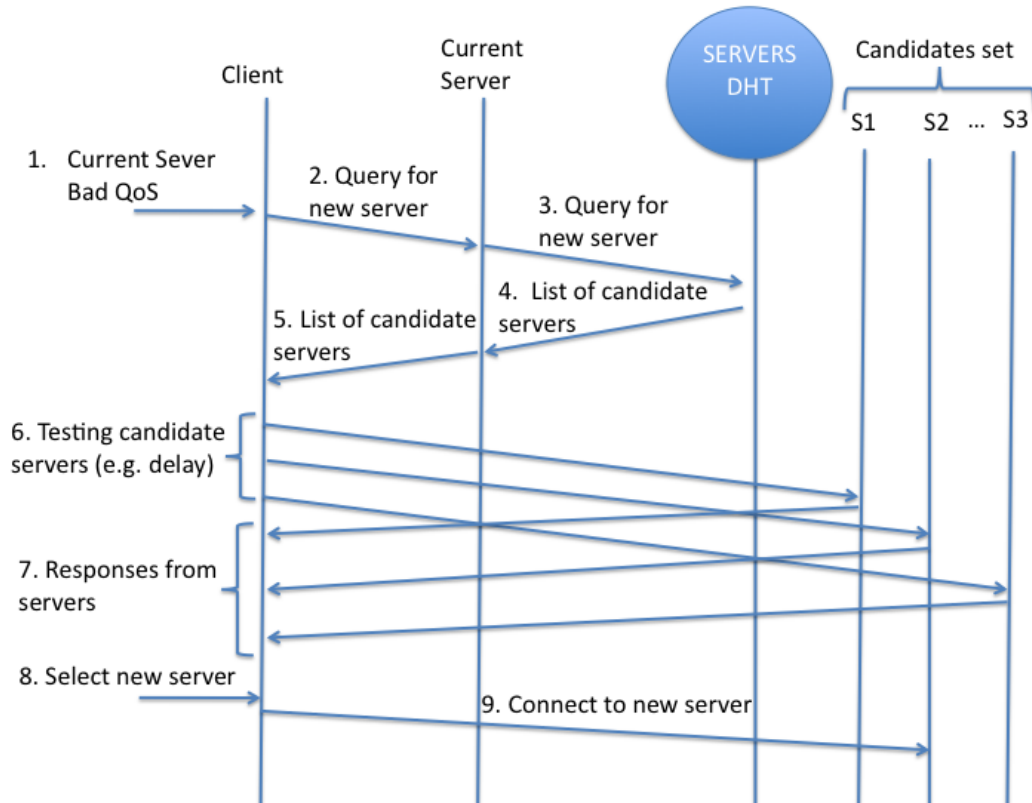 Client
Current
Server
SERVERS
DHT
Candidates set
S1 S2 ... S3
1. Current Sever
Bad QoS
2. Query for
new server
3. Query for
new server
4. List of candidate
servers
5. List of candidate
servers
6. Testing candidate
servers (e.g. delay)
7. Responses from
servers
8. Select new server
9. Connect to new server